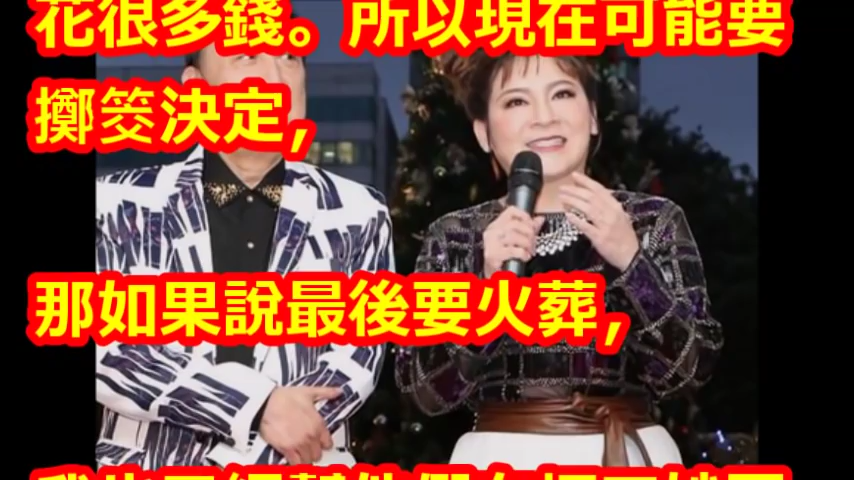 花很多錢。所以現在可能要
擲筊決定,
那如果說最後要火葬,